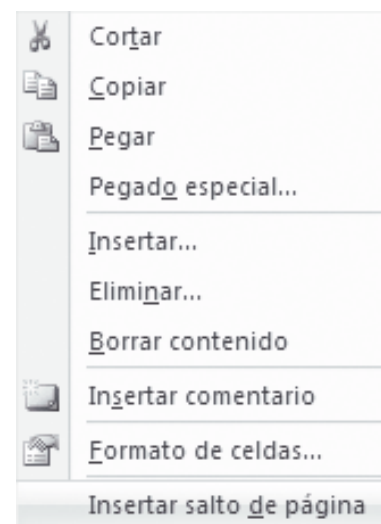 Cortar
Copiar
Pegar
Pegado especial...
Insertar...
Eliminar...
Borrar contenido
Insertar comentario
Formato de celdas...
Insertar salto de página